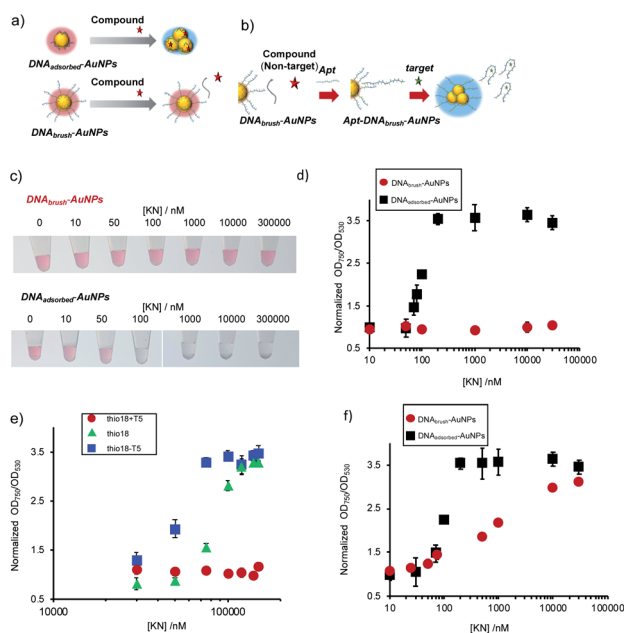 a)
Compound
DNAadsorbed-AuNPs
Compound
DNAbrush-AuNPs
b)
Compound
(Non-target)
Apt
target
DNAbrush-AuNPs
Apt-DNAbrush-AuNPs
c)
DNAbrush-AuNPs
[KN] / nM
0 10 50 100 1000 10000 300000
DNAadsorbed-AuNPs
[KN] / nM
0 10 50 100 1000 10000 300000
d)
DNAbrush-AuNPs
DNAadsorbed-AuNPs
Normalized OD750/OD530
3.5
2.5
1.5
0.5
10 100 1000 10000 100000
[KN] /nM
e)
thio18+T5
thio18
thio18-T5
Normalized OD750/OD530
3.5
2.5
1.5
0.5
10000 100000
[KN] /nM
f)
DNAbrush-AuNPs
DNAadsorbed-AuNPs
Normalized OD750/OD530
4.5
3.5
2.5
1.5
0.5
10 100 1000 10000 100000
[KN] /nM